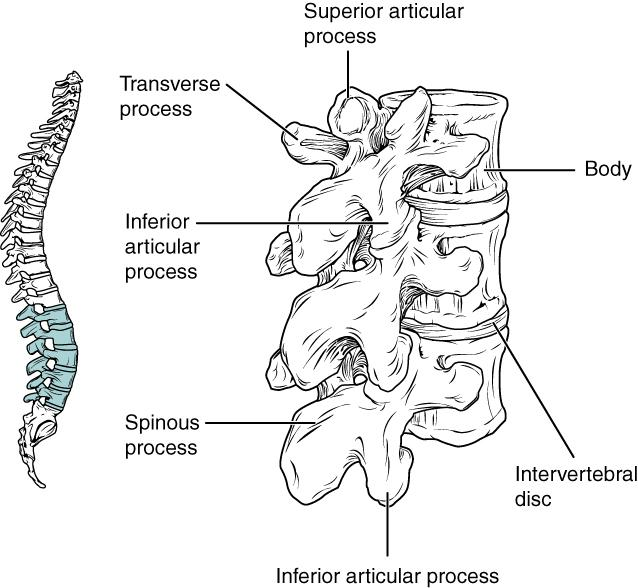 Superior articular
process
Transverse
process
Body
Inferior
articular
process
Spinous
process
Intervertebral
disc
Inferior articular process